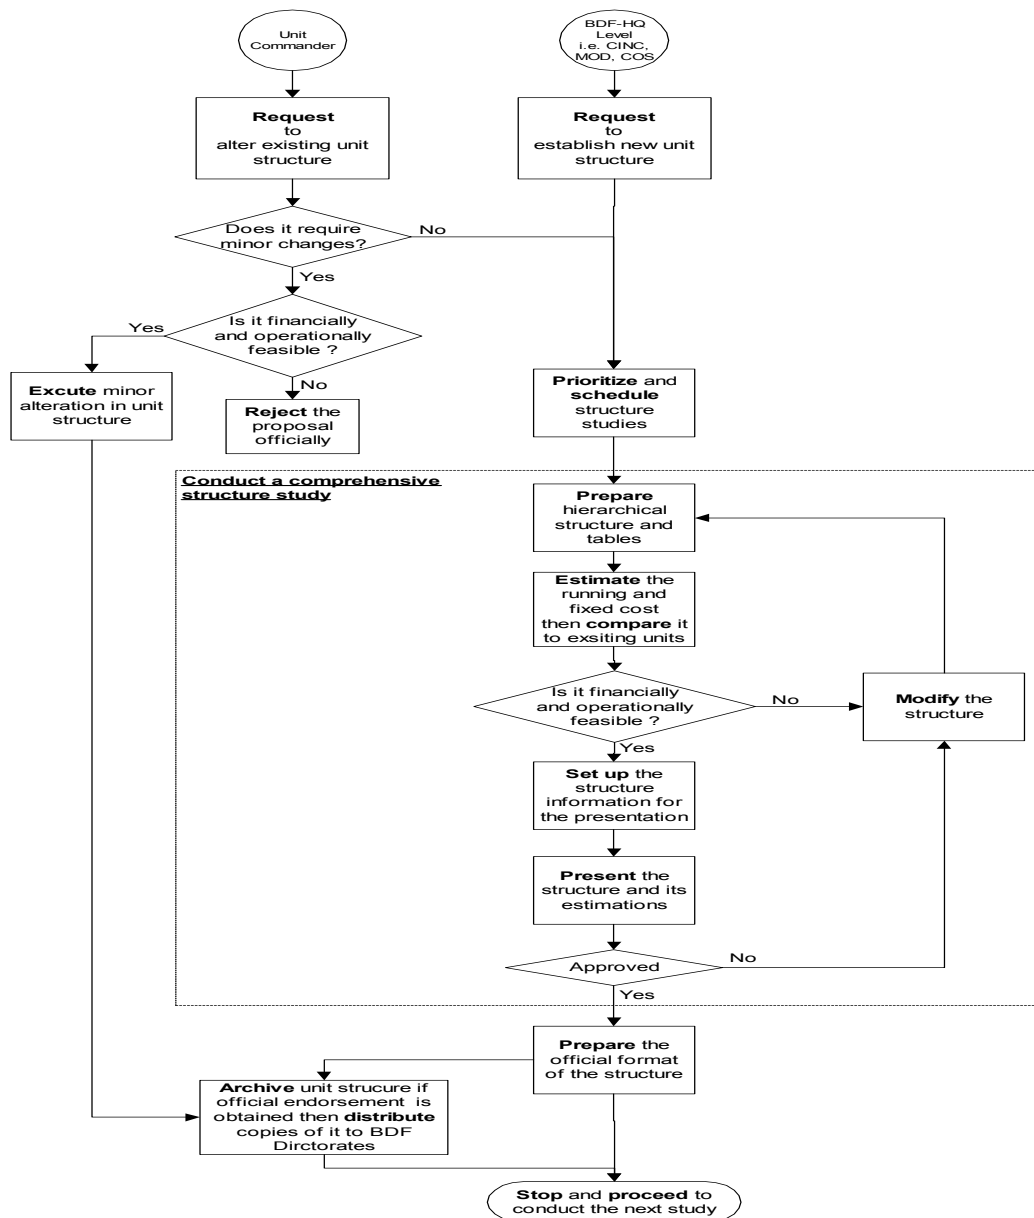 Unit
Commander
BDF-HQ
Level
i.e. CINC,
MOD, COS
Request
to
alter existing unit
structure
Request
to
establish new unit
structure
Does it require
minor changes?
No
Yes
Is it financially
and operationally
feasible ?
Yes
No
Excute minor
alteration in unit
structure
Reject the
proposal
officially
Prioritize and
schedule
structure
studies
Conduct a comprehensive
structure study
Prepare
hierarchical
structure and
tables
Estimate the
running and
fixed cost
then compare it
to exsiting units
Is it financially
and operationally
feasible ?
No
Modify the
structure
Yes
Set up the
structure
information for
the presentation
Present the
structure and its
estimations
Approved
No
Yes
Prepare the
official format
of the structure
Archive unit strucure if
official endorsement is
obtained then distribute
copies of it to BDF
Dirctorates
Stop and proceed to
conduct the next study